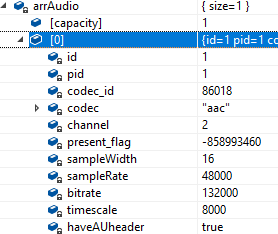 arrAudio { size=1 }
[capacity] 1
[0] {id=1 pid=1 co
id 1
pid 1
codec_id 86018
codec "aac"
channel 2
present_flag -858993460
sampleWidth 16
sampleRate 48000
bitrate 132000
timescale 8000
haveAUheader true